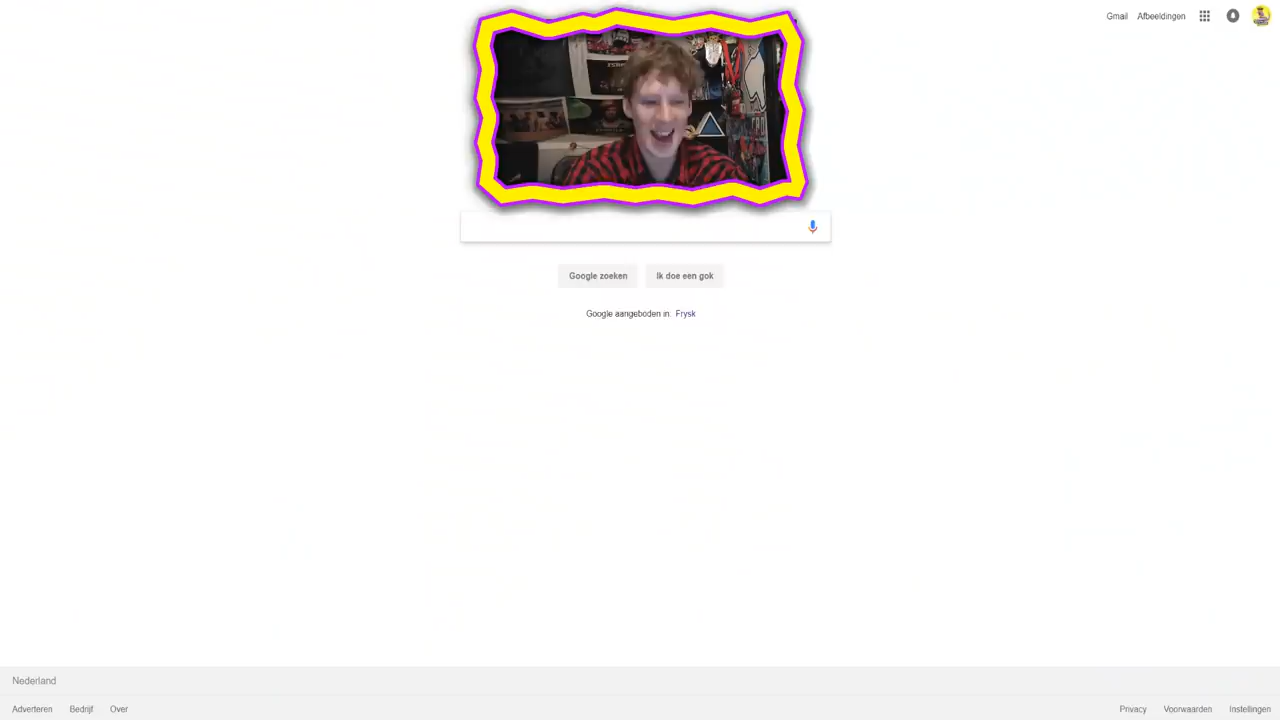 Gmail Afbeeldingen
Google zoeken Ik doe een gok
Google aangeboden in: Frysk
Nederland
Adverteren Bedrijf Over Privacy Voorwaarden Instellingen